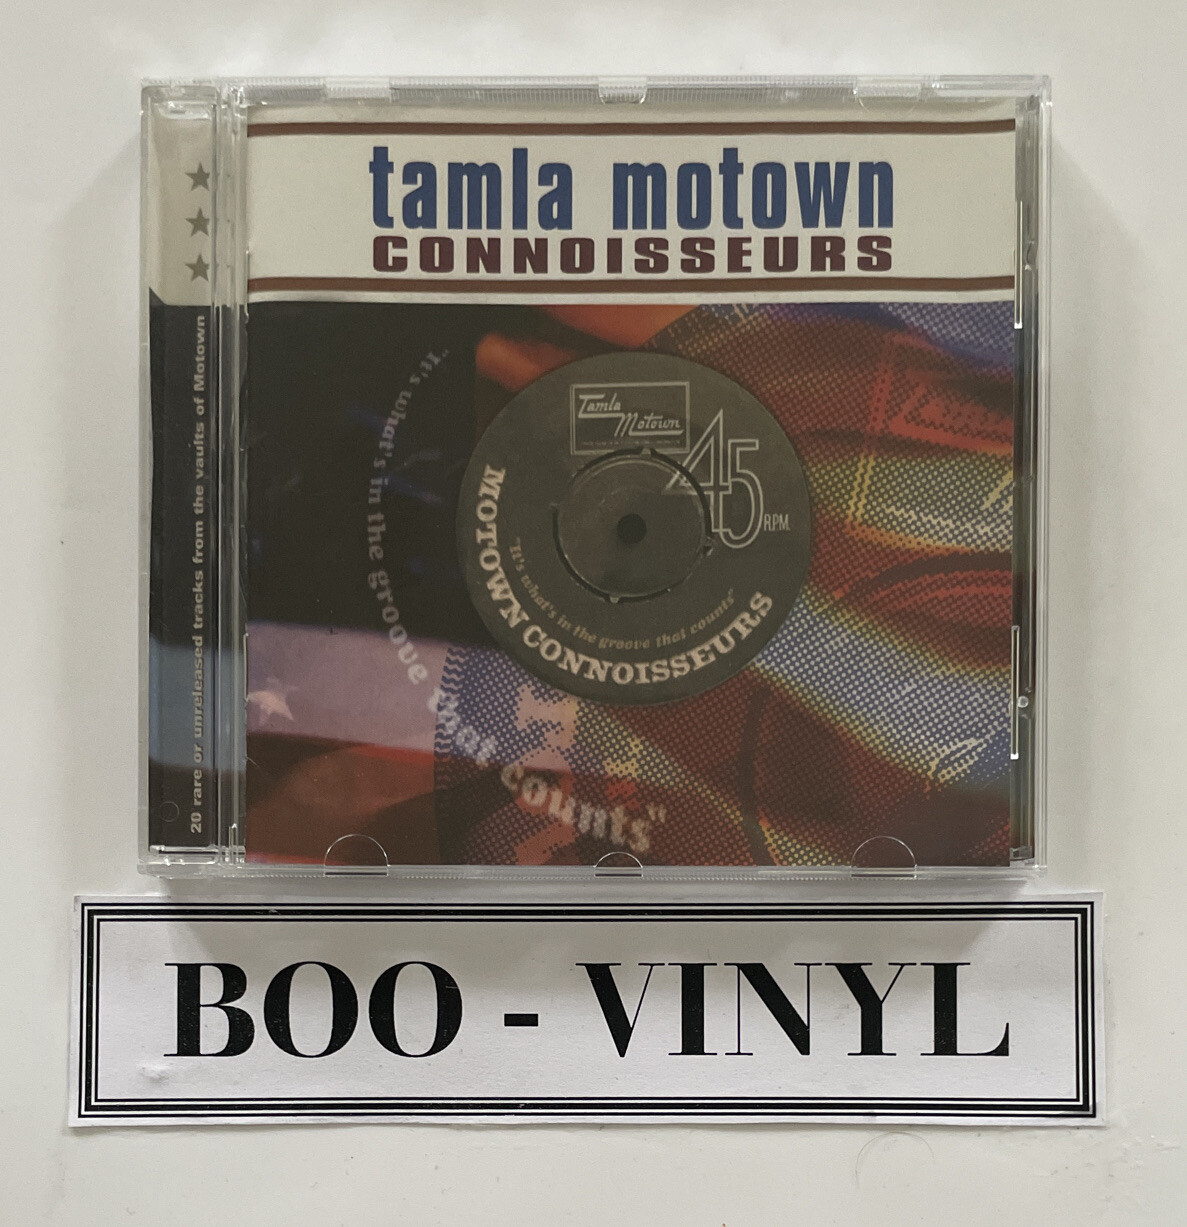 tamla motown
CONNOISSEURS
20 rare or unreleased tracks from the vaults of Motown
"It's what's in the groove that counts"
Tamla
Motown
45
R.P.M.
"It's what's in the groove that counts"
MOTOWN CONNOISSEURS
BOO - VINYL